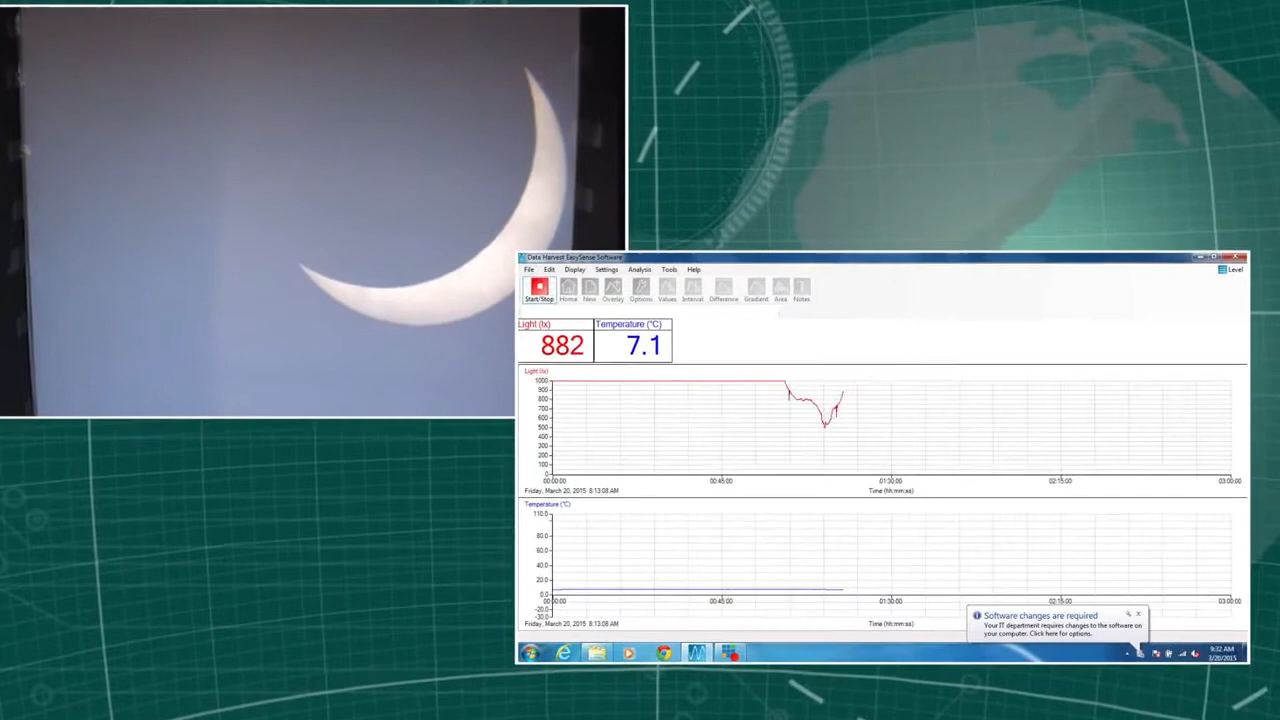 Data Harvest EasySense Software
File Edit Display Settings Analysis Tools Help
Level
Start/Stop Home New Overlay Options Values Interval Difference Gradient Area Notes
Light (lx) Temperature (°C)
882 7.1
Light (lx)
1000
900
800
700
600
500
400
300
200
100
0
00:00:00 00:45:00 01:30:00 02:15:00 03:00:00
Friday, March 20, 2015 8:13:08 AM Time (hh:mm:ss)
Temperature (°C)
110.0
80.0
60.0
40.0
20.0
0.0
00:00:00 00:45:00 01:30:00 02:15:00 03:00:00
-20.0
-30.0
Friday, March 20, 2015 8:13:08 AM Time (hh:mm:ss)
Software changes are required
Your IT department requires changes to the software on
your computer. Click here for options.
9:32 AM
3/20/2015